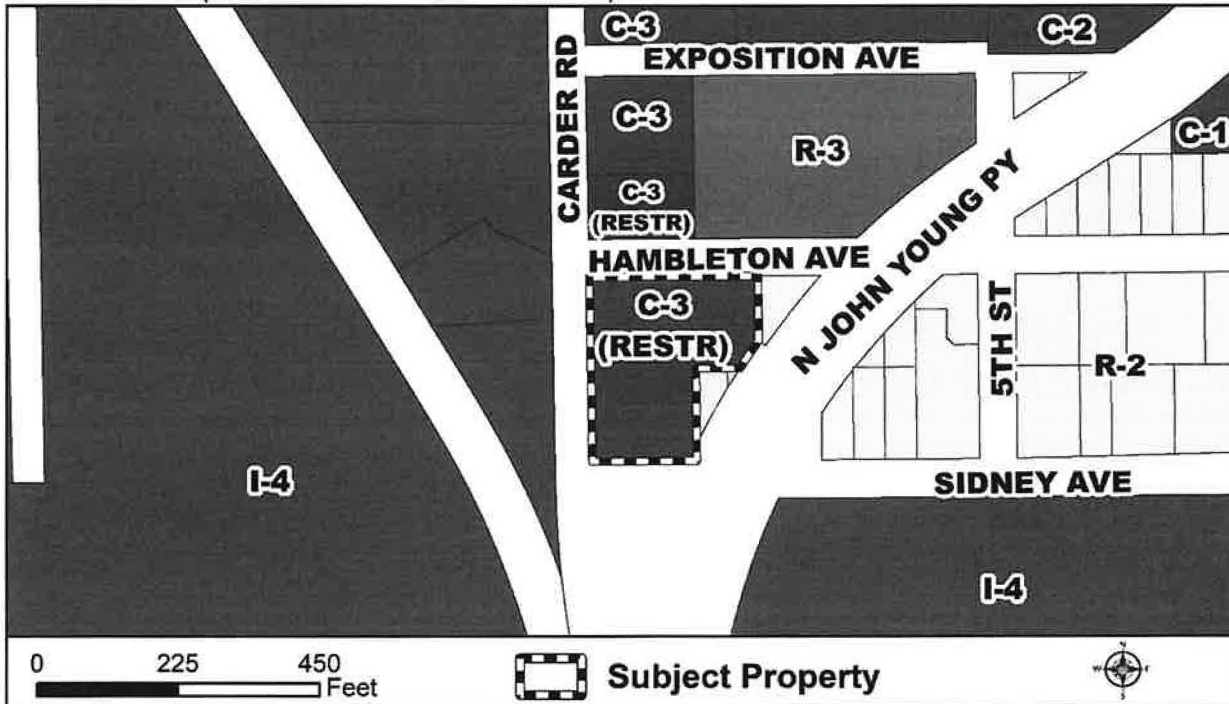 C-3
C-2
EXPOSITION AVE
CARDER RD
C-3
R-3
C-1
C-3
(RESTR)
HAMBLETON AVE
N JOHN YOUNG PY
C-3
(RESTR)
5TH ST
R-2
I-4
SIDNEY AVE
I-4
0 225 450
Feet
Subject Property
N
W
S